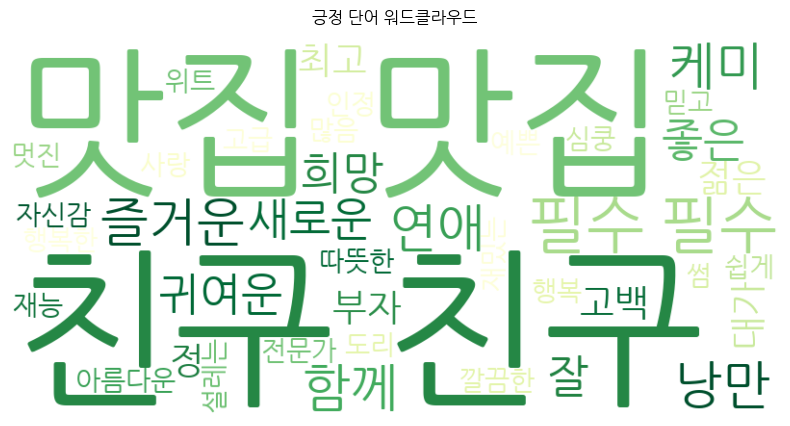 긍정 단어 워드클라우드
맛집 맛집
최고
케미
위트
인정
믿고
고급
많음
예쁜
심쿵
좋은
멋진
사랑
희망
젊은
자신감
즐거운
새로운
연애
필수 필수
친구 친구
따뜻한
썸
쉽게
재능
귀여운
부자
행복
고백
대가
정
설레는
전문가
도리
아름다운
함께
깔끔한
잘
낭만